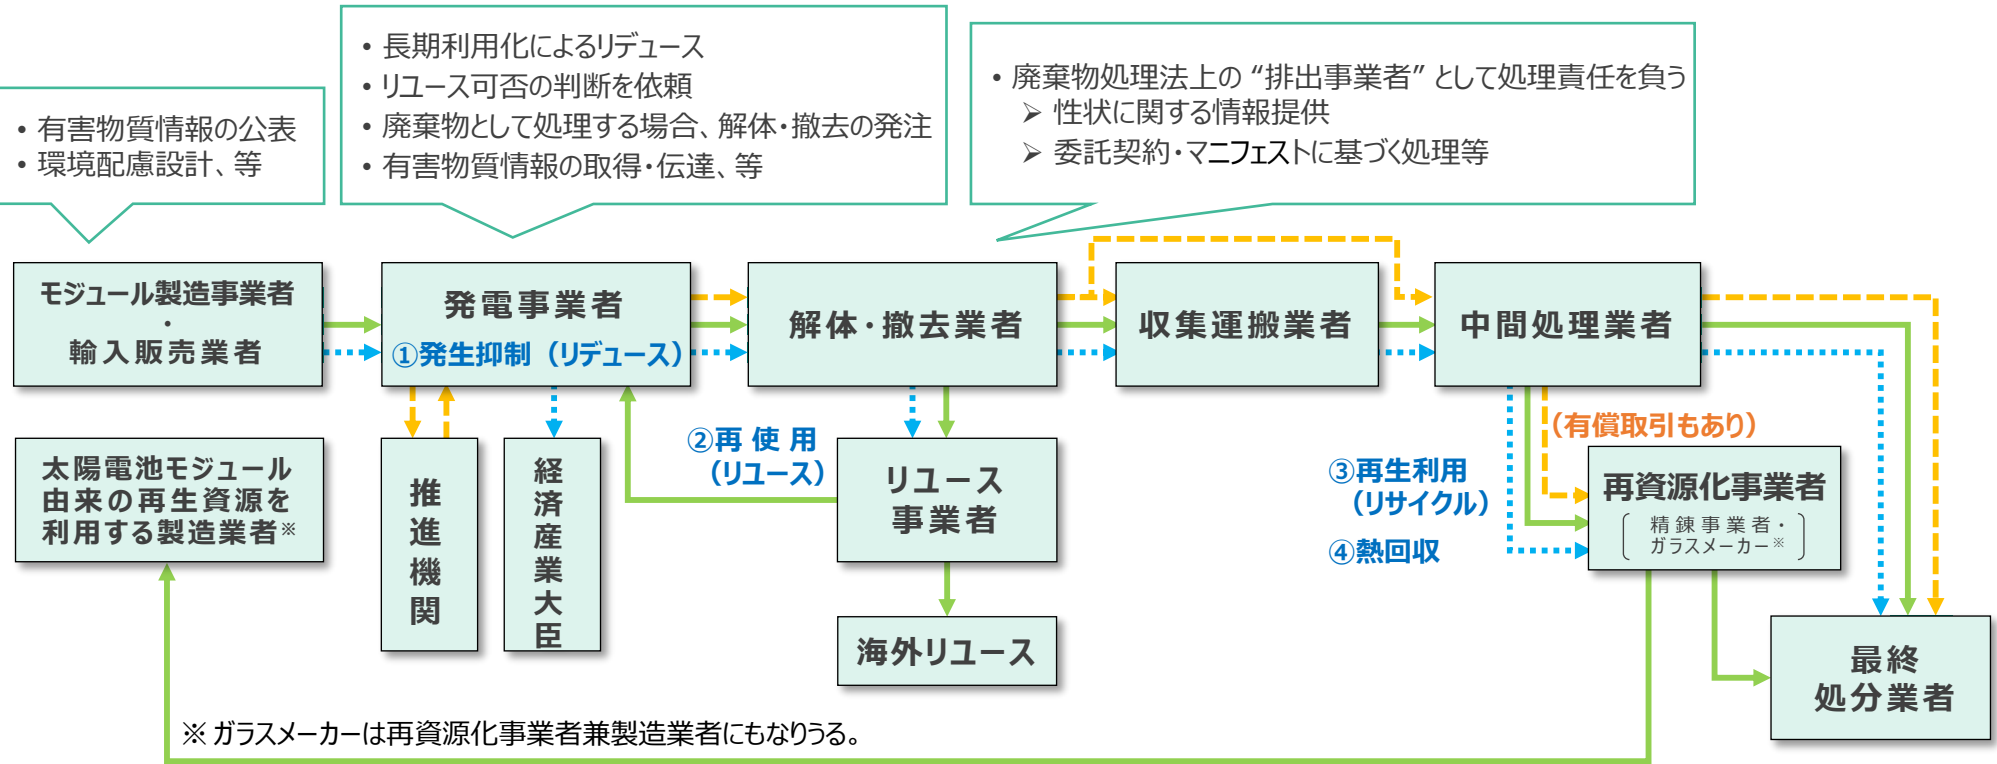 • 有害物質情報の公表
• 環境配慮設計、等
• 長期利用化によるリデュース
• リユース可否の判断を依頼
• 廃棄物として処理する場合、解体・撤去の発注
• 有害物質情報の取得・伝達、等
• 廃棄物処理法上の “排出事業者” として処理責任を負う
➢ 性状に関する情報提供
➢ 委託契約・マニフェストに基づく処理等
モジュール製造事業者
・
輸入販売業者
発電事業者
①発生抑制（リデュース）
解体・撤去業者
収集運搬業者
中間処理業者
太陽電池モジュール
由来の再生資源を
利用する製造業者※
推進機関
経済産業大臣
②再使用
（リユース）
リユース
事業者
海外リユース
③再生利用
（リサイクル）
④熱回収
（有償取引もあり）
再資源化事業者
精錬事業者・
ガラスメーカー※
最終
処分業者
※ ガラスメーカーは再資源化事業者兼製造業者にもなりうる。